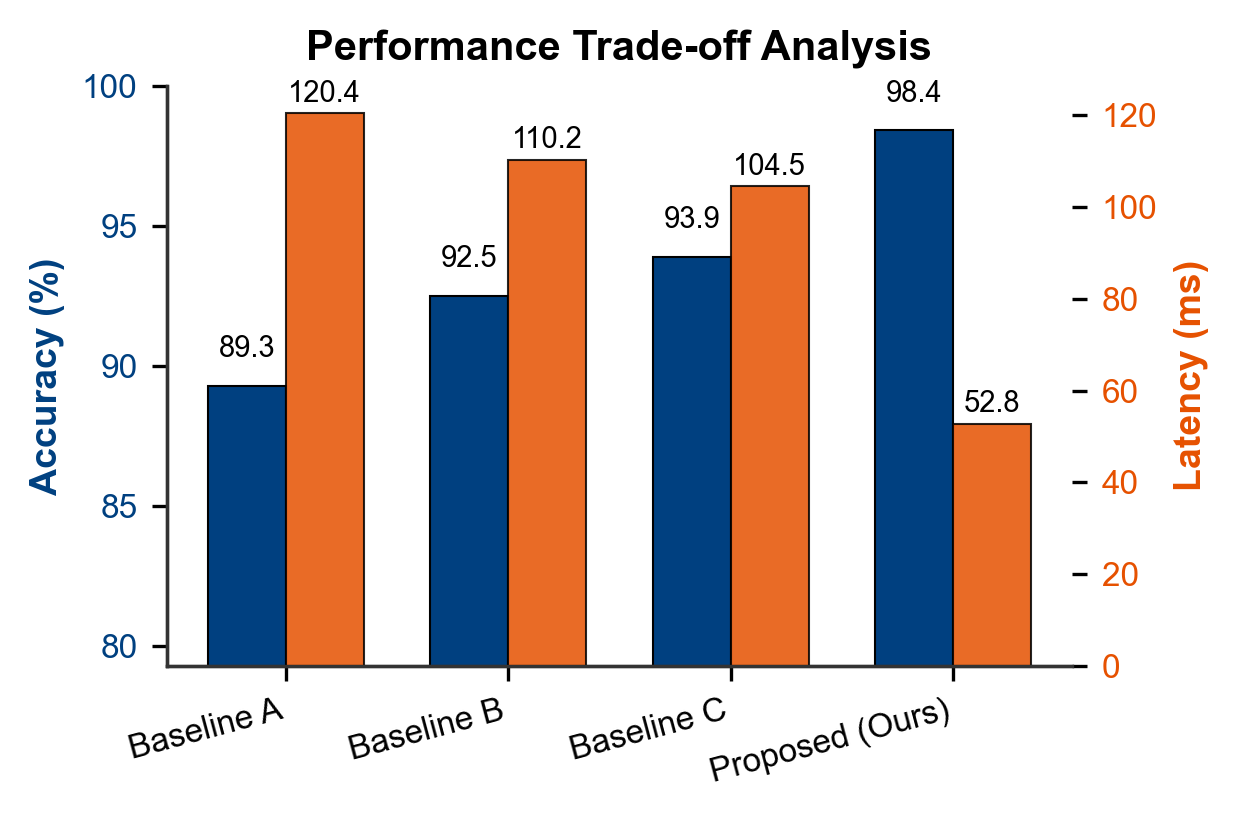 Performance Trade-off Analysis
Accuracy (%)
100
95
90
85
80
120.4
110.2
104.5
98.4
93.9
92.5
89.3
52.8
120
100
80
60
40
20
0
Latency (ms)
Baseline A
Baseline B
Baseline C
Proposed (Ours)